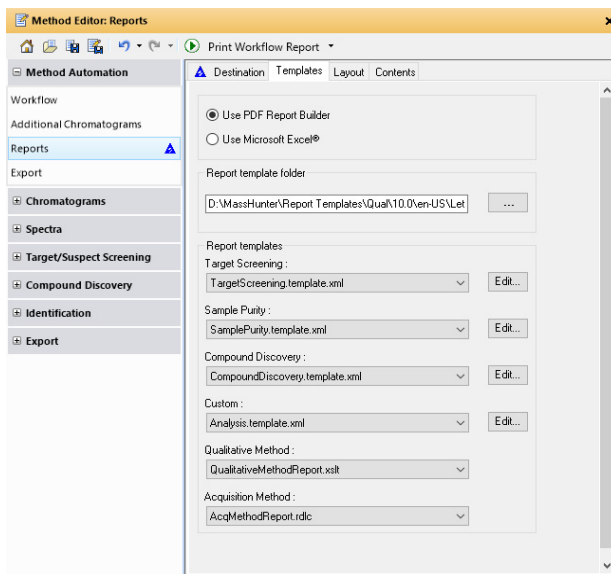 Method Editor: Reports
Print Workflow Report
Method Automation
Workflow
Additional Chromatograms
Reports
Export
Chromatograms
Spectra
Target/Suspect Screening
Compound Discovery
Identification
Export
Destination Templates Layout Contents
Use PDF Report Builder
Use Microsoft Excel®
Report template folder
D:\MassHunter\Report Templates\Qual\10.0\en-US\Let ...
Report templates
Target Screening :
TargetScreening.template.xml Edit...
Sample Purity :
SamplePurity.template.xml Edit...
Compound Discovery :
CompoundDiscovery.template.xml Edit...
Custom :
Analysis.template.xml Edit...
Qualitative Method :
QualitativeMethodReport.xslt
Acquisition Method :
AcqMethodReport.rdlc